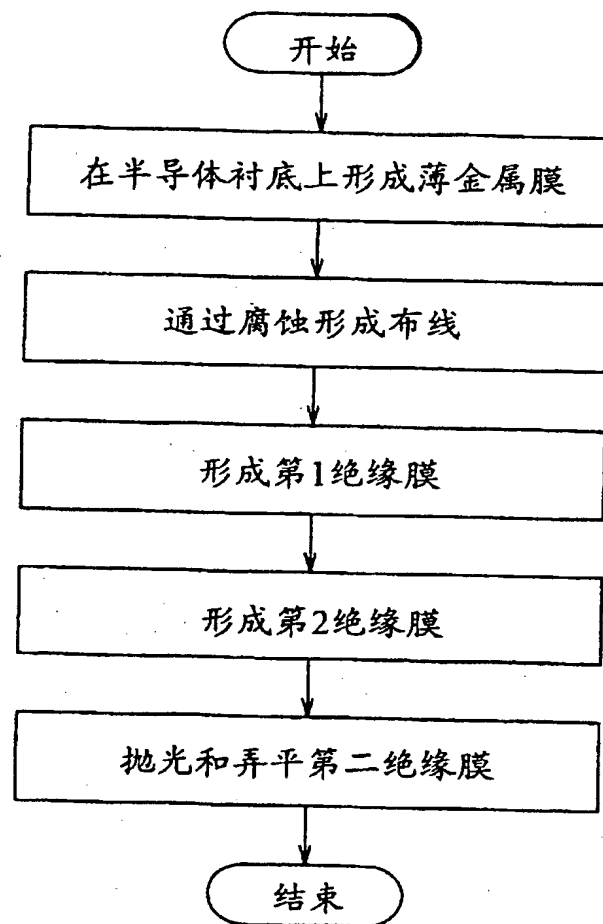 开始
在半导体衬底上形成薄金属膜
通过腐蚀形成布线
形成第1绝缘膜
形成第2绝缘膜
抛光和弄平第二绝缘膜
结束